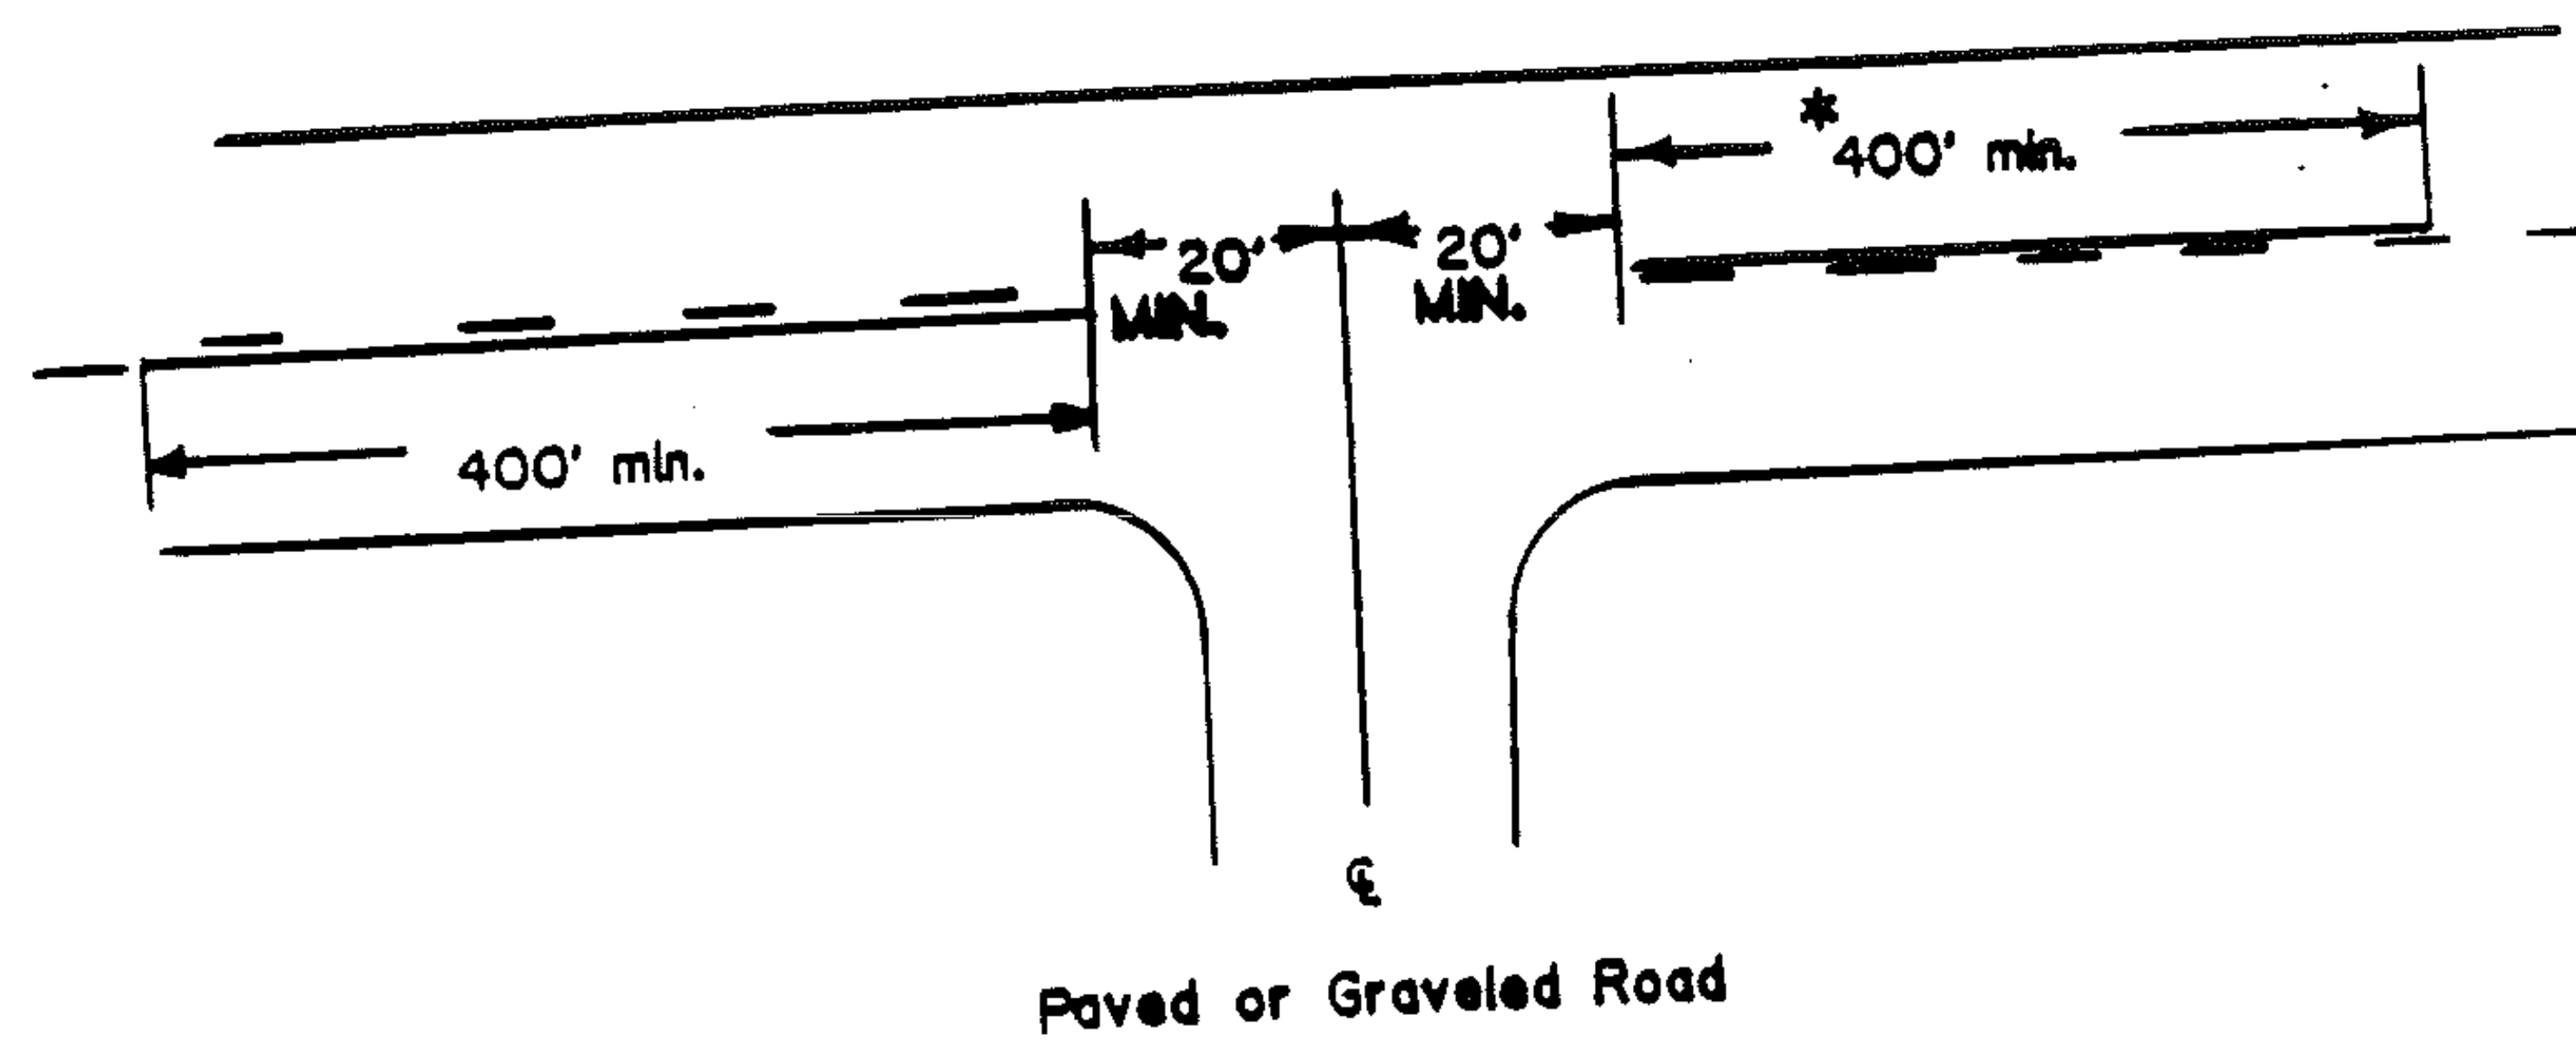 *400' min.
20' MIN.
20' MIN.
400' min.
℄
Paved or Graveled Road